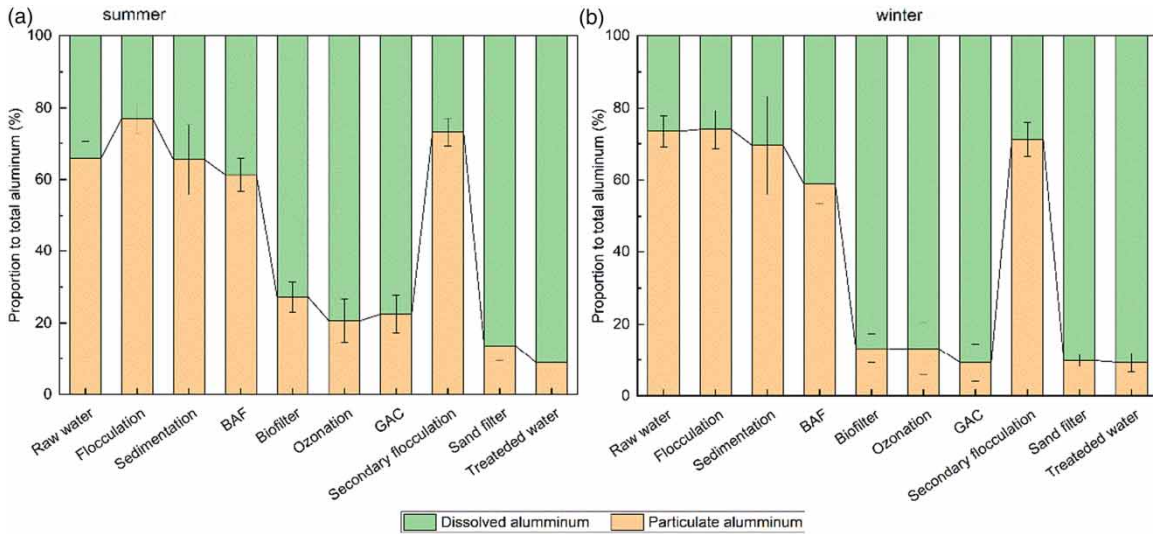 (a) summer
Proportion to total aluminum (%)
100
80
60
40
20
0
Raw water
Flocculation
Sedimentation
BAF
Biofilter
Ozonation
GAC
Secondary flocculation
Sand filter
Treateded water
(b) winter
Proportion to total aluminum (%)
100
80
60
40
20
0
Raw water
Flocculation
Sedimentation
BAF
Biofilter
Ozonation
GAC
Secondary flocculation
Sand filter
Treateded water
Dissolved alumminum Particulate alumminum